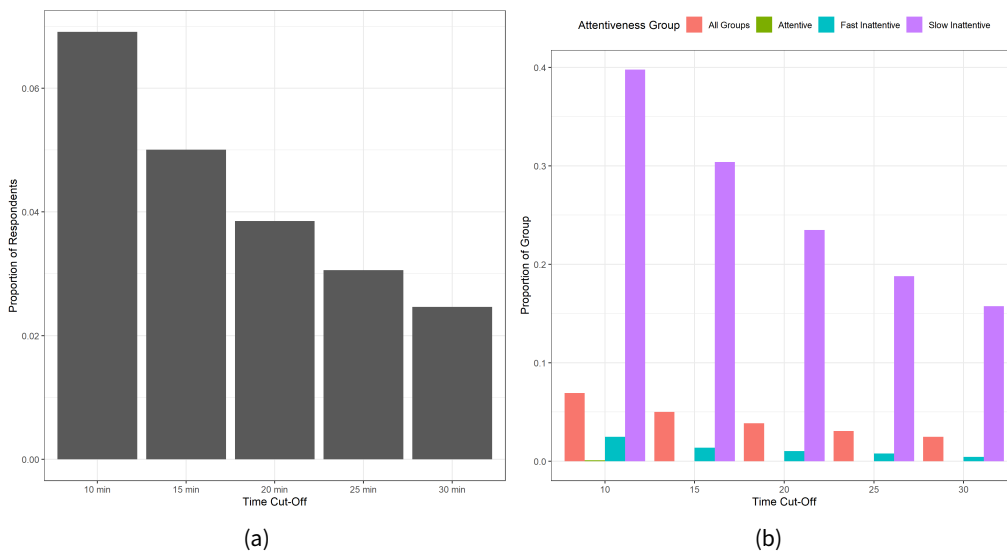 0.06
0.04
0.02
0.00
Proportion of Respondents
10 min 15 min 20 min 25 min 30 min
Time Cut-Off
(a)
Attentiveness Group All Groups Attentive Fast Inattentive Slow Inattentive
0.4
0.3
0.2
0.1
0.0
Proportion of Group
10 15 20 25 30
Time Cut-Off
(b)